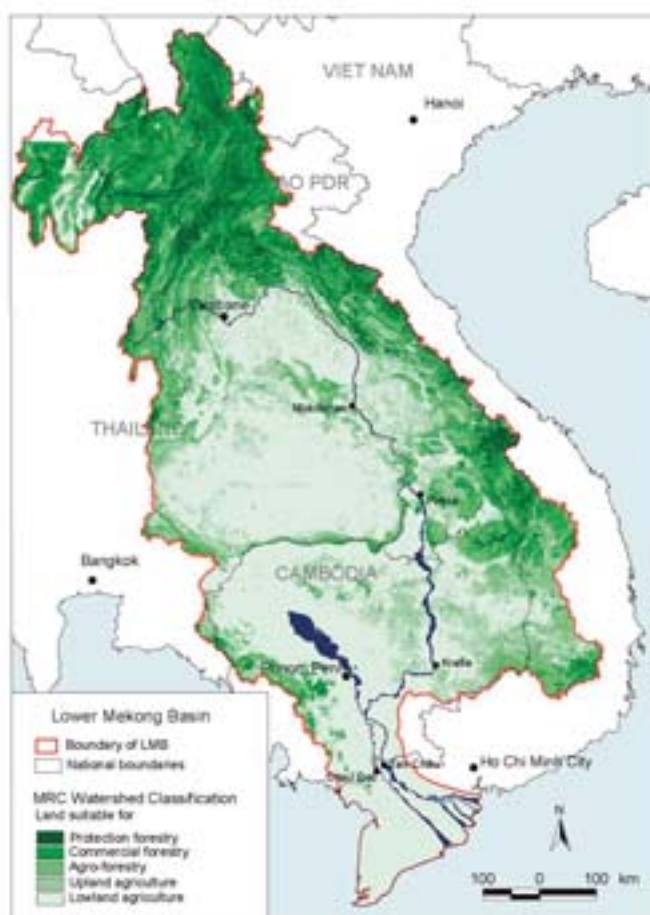 VIET NAM
Hanoi
AO PDR
THAILAND
Bangkok
CAMBODIA
Phnom Penh
Kratie
Ho Chi Minh City
Lower Mekong Basin
Boundary of LMB
National boundaries
MRC Watershed Classification
Land suitable for
Protection forestry
Commercial forestry
Agro-forestry
Upland agriculture
Lowland agriculture
N
100 0 100 km